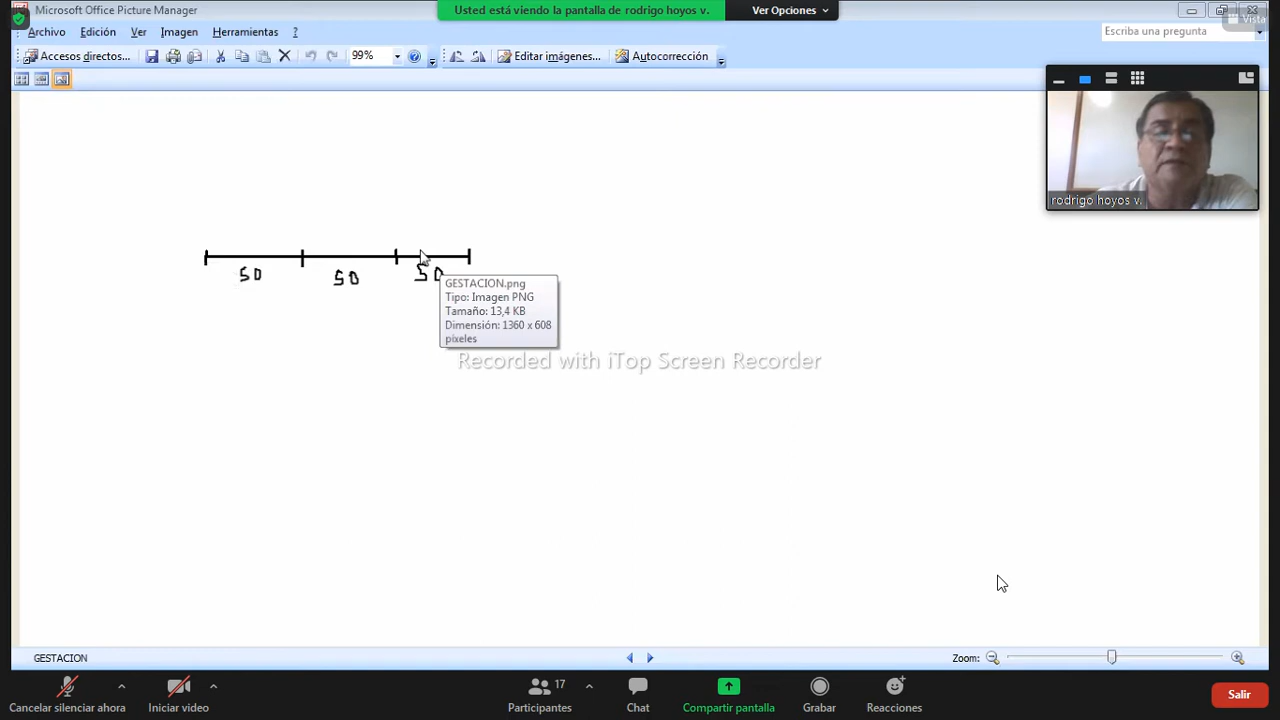 Microsoft Office Picture Manager
Usted está viendo la pantalla de rodrigo hoyos v.
Ver Opciones
Vista
Archivo Edición Ver Imagen Herramientas ?
Escriba una pregunta
Accesos directos...
99%
Editar imágenes...
Autocorrección
rodrigo hoyos v.
50 50 50
GESTACION.png
Tipo: Imagen PNG
Tamaño: 13,4 KB
Dimensión: 1360 x 608
pixeles
Recorded with iTop Screen Recorder
GESTACION
Zoom:
Cancelar silenciar ahora
Iniciar video
17
Participantes
Chat
Compartir pantalla
Grabar
Reacciones
Salir